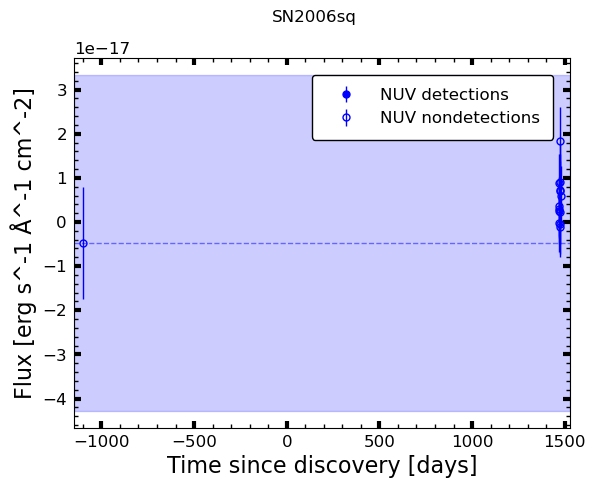 SN2006sq
1e−17
NUV detections
NUV nondetections
3
2
1
0
−1
−2
−3
−4
Flux [erg s^-1 Å^-1 cm^-2]
−1000
−500
0
500
1000
1500
Time since discovery [days]